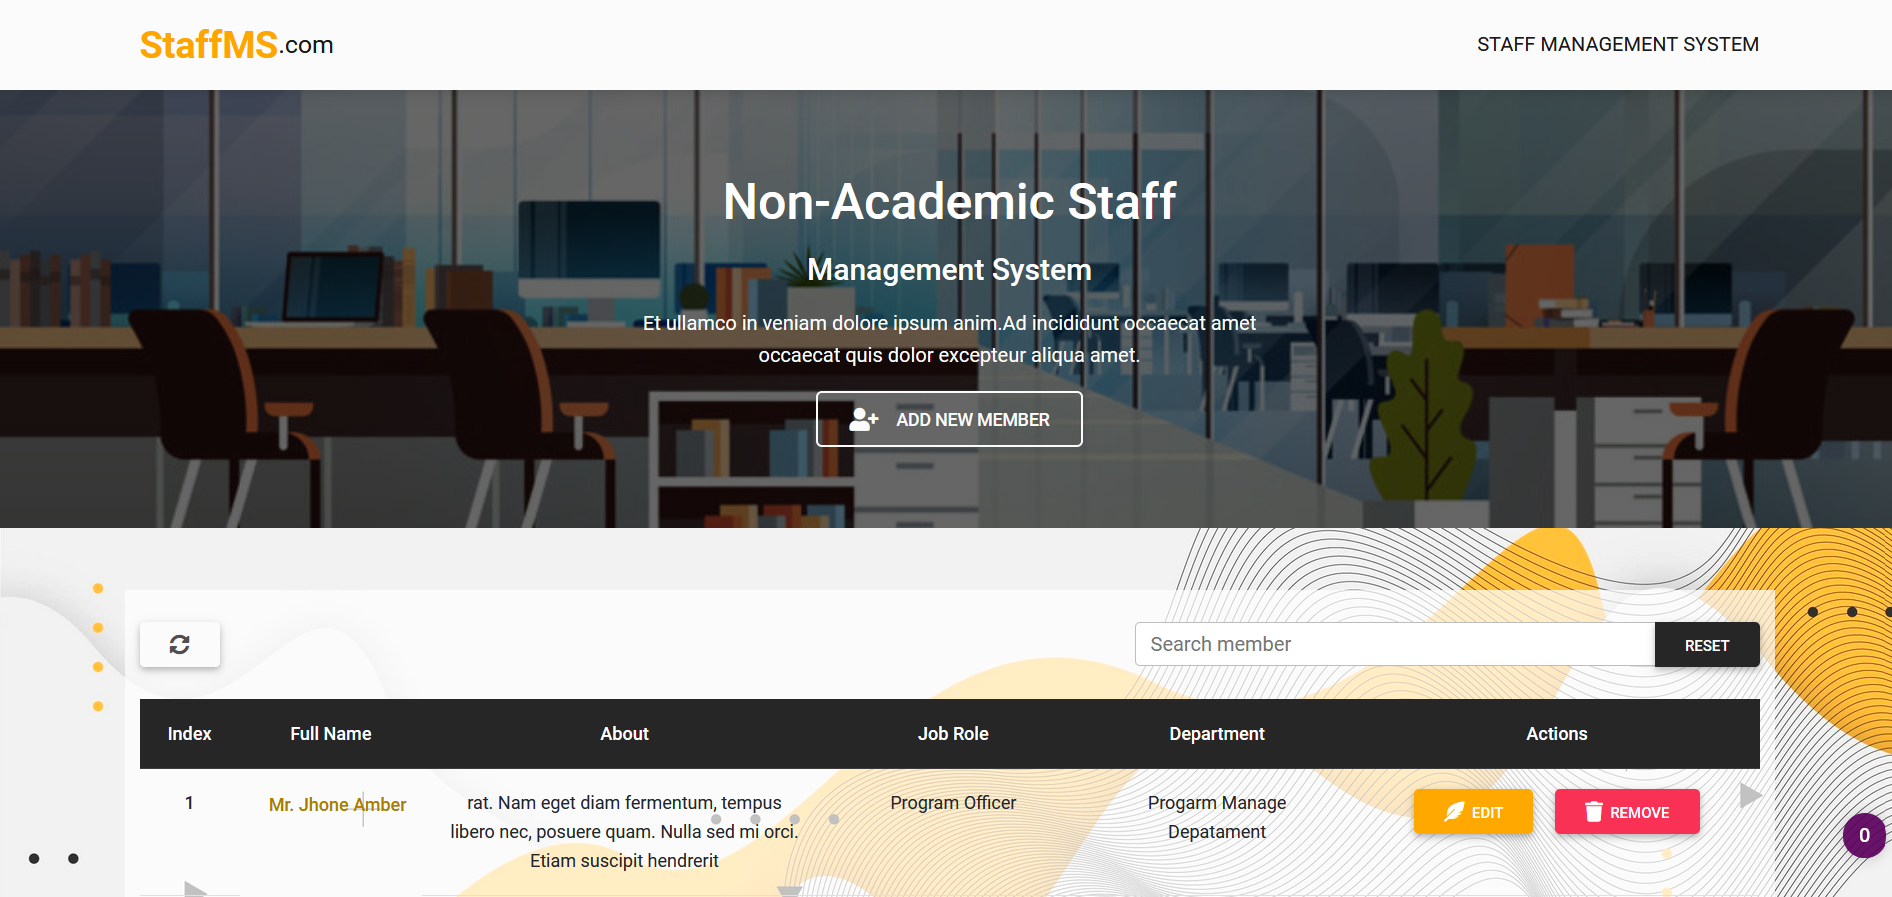 StaffMS.com
STAFF MANAGEMENT SYSTEM
Non-Academic Staff
Management System
Et ullamco in veniam dolore ipsum anim.Ad incididunt occaecat amet
occaecat quis dolor excepteur aliqua amet.
ADD NEW MEMBER
Search member
RESET
Index Full Name About Job Role Department Actions
1 Mr. Jhone Amber rat. Nam eget diam fermentum, tempus Program Officer Progarm Manage EDIT REMOVE
libero nec, posuere quam. Nulla sed mi orci. Depatament
Etiam suscipit hendrerit
0